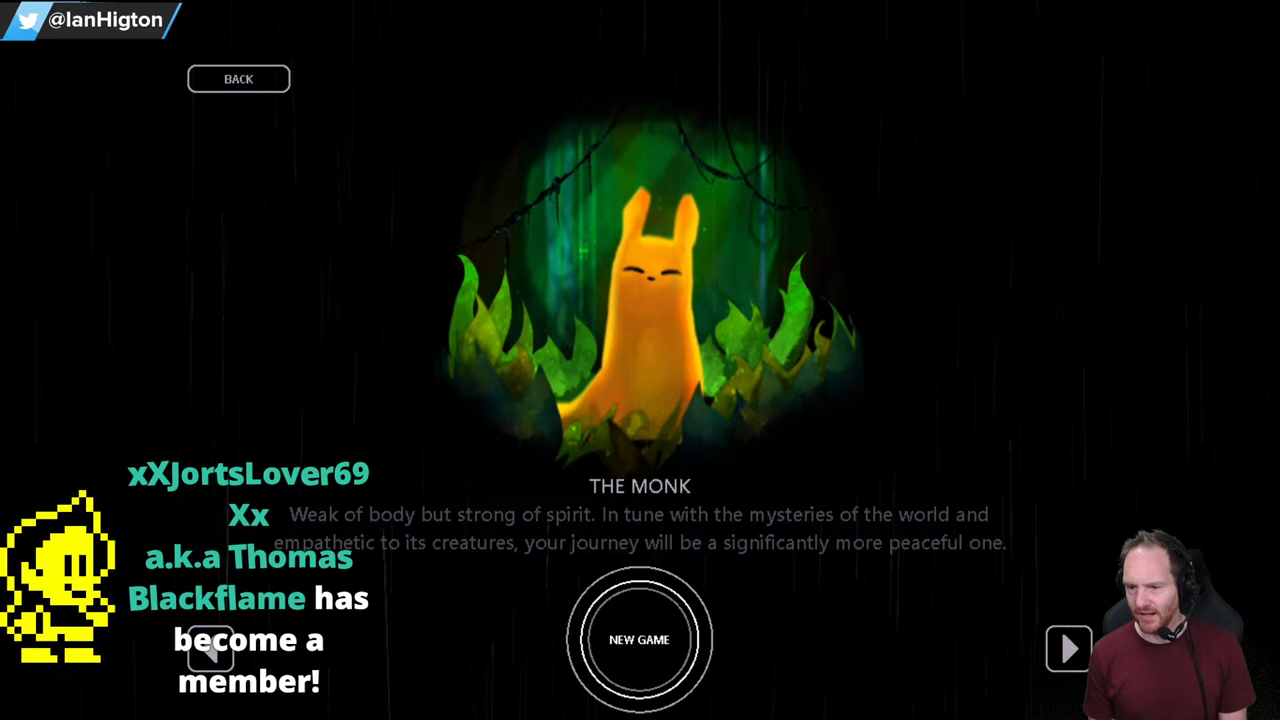 @IanHigton
BACK
THE MONK
Weak of body but strong of spirit. In tune with the mysteries of the world and
empathetic to its creatures, your journey will be a significantly more peaceful one.
NEW GAME
xXJortsLover69
Xx
a.k.a Thomas
Blackflame has
become a
member!